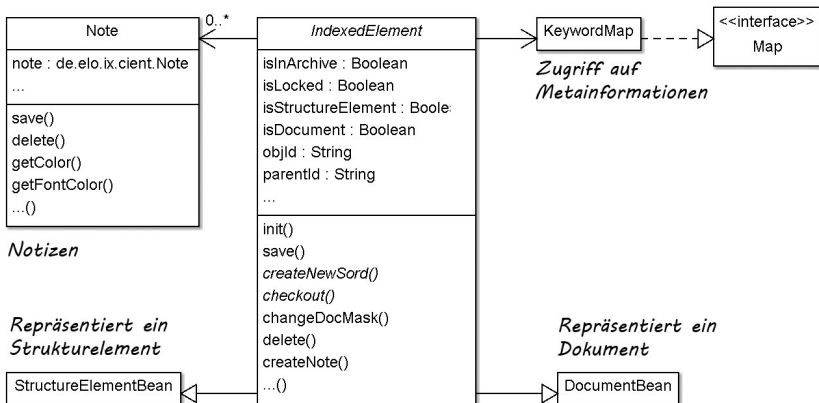 Note
note : de.elo.ix.cient.Note
...
save()
delete()
getColor()
getFontColor()
...()
Notizen
0..*
IndexedElement
isInArchive : Boolean
isLocked : Boolean
isStructureElement : Boole
isDocument : Boolean
objId : String
parentId : String
...
init()
save()
createNewSord()
checkout()
changeDocMask()
delete()
createNote()
...()
KeywordMap
Zugriff auf
Metainformationen
<<interface>>
Map
Repräsentiert ein
Strukturelement
StructureElementBean
Repräsentiert ein
Dokument
DocumentBean